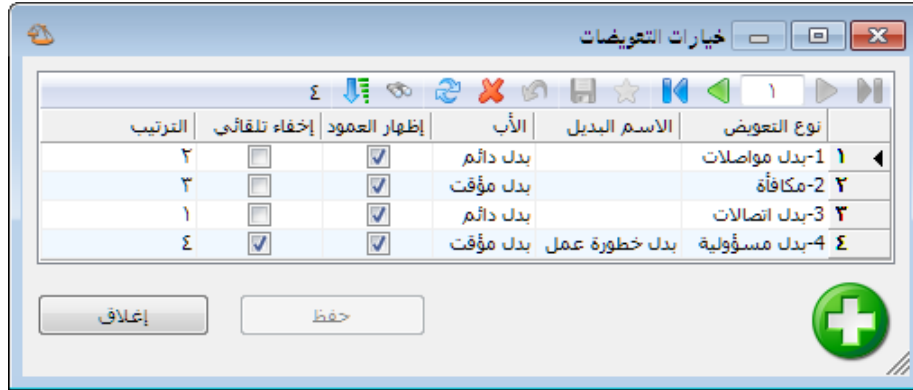 خيارات التعويضات
١ ٤
نوع التعويض الاسم البديل الأب إظهار العمود إخفاء تلقائي الترتيب
١ 1-بدل مواصلات بدل دائم ٢
٢ 2-مكافأة بدل مؤقت ٣
٣ 3-بدل اتصالات بدل دائم ١
٤ 4-بدل مسؤولية بدل خطورة عمل بدل مؤقت ٤
حفظ إغلاق